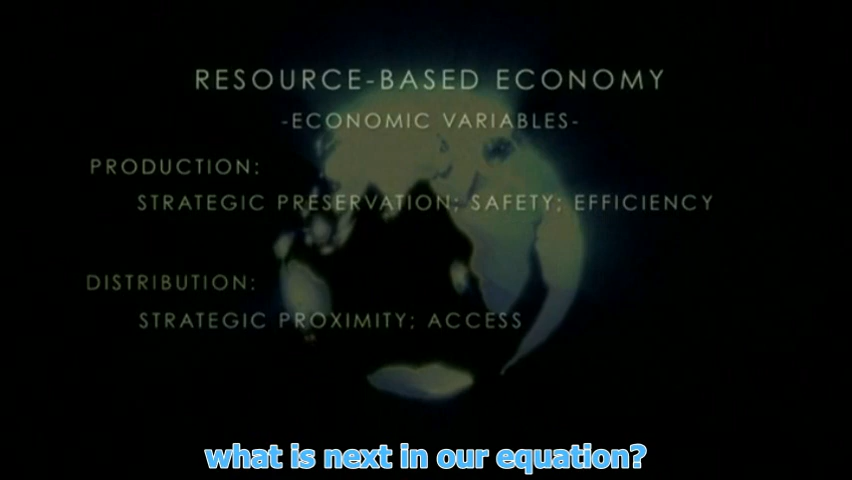 RESOURCE-BASED ECONOMY
-ECONOMIC VARIABLES-
PRODUCTION:
STRATEGIC PRESERVATION; SAFETY; EFFICIENCY
DISTRIBUTION:
STRATEGIC PROXIMITY; ACCESS
what is next in our equation?